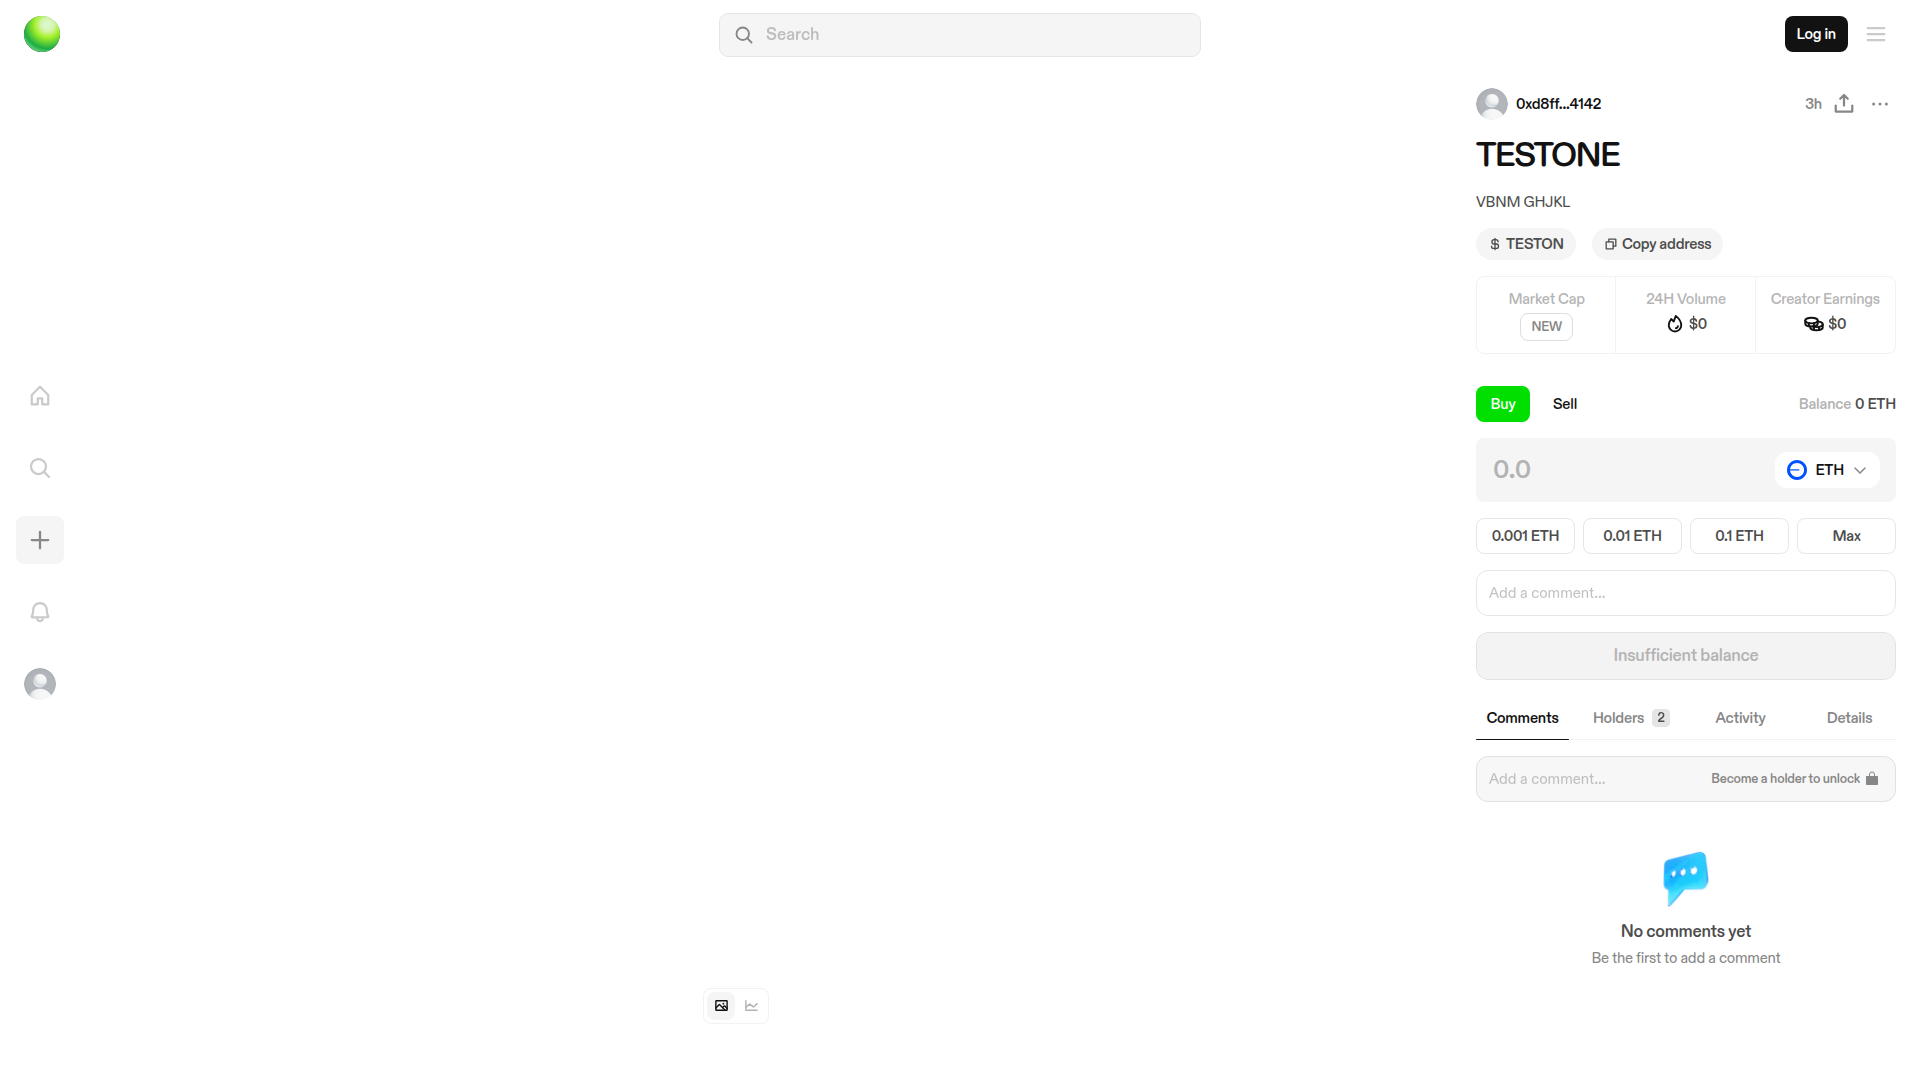 Search
Log in
0xd8ff...4142
3h
TESTONE
VBNM GHJKL
$ TESTON
Copy address
Market Cap
24H Volume
Creator Earnings
NEW
$0
$0
Buy
Sell
Balance 0 ETH
0.0
ETH
0.001 ETH
0.01 ETH
0.1 ETH
Max
Add a comment...
Insufficient balance
Comments
Holders 2
Activity
Details
Add a comment...
Become a holder to unlock
No comments yet
Be the first to add a comment